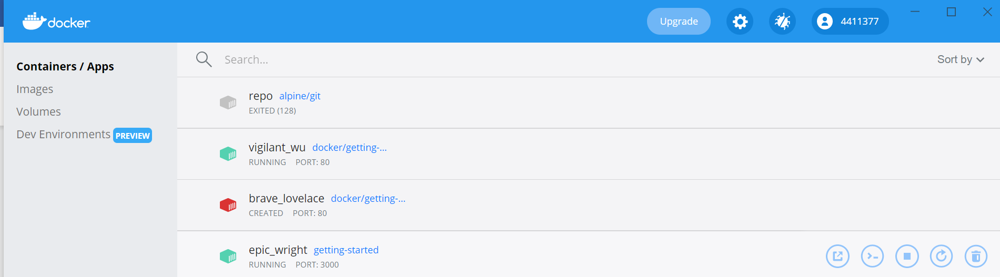 docker
Upgrade
4411377
Containers / Apps
Images
Volumes
Dev Environments PREVIEW
Search...
Sort by
repo alpine/git
EXITED (128)
vigilant_wu docker/getting-...
RUNNING PORT: 80
brave_lovelace docker/getting-...
CREATED PORT: 80
epic_wright getting-started
RUNNING PORT: 3000